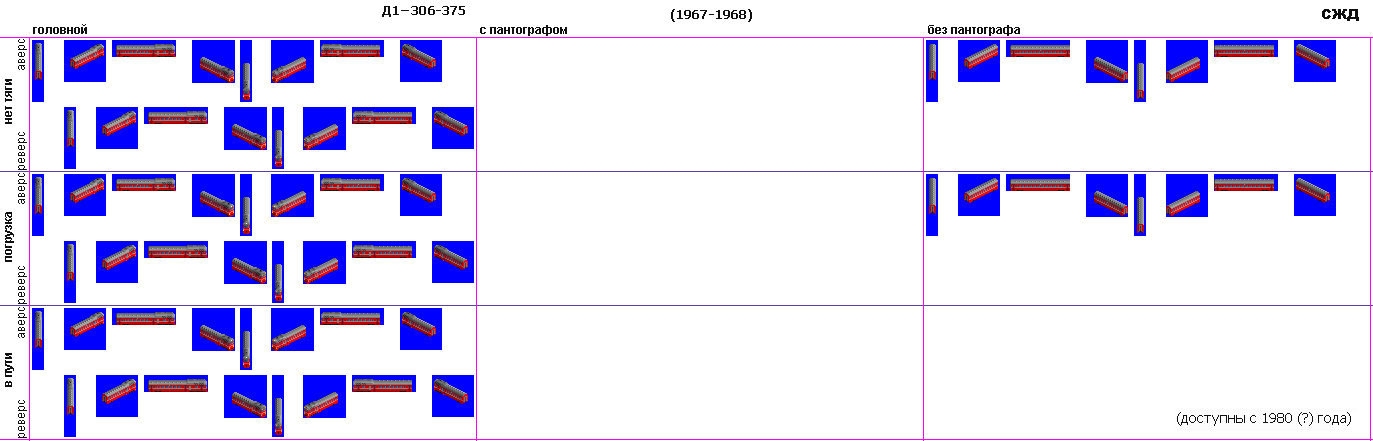 Д1–306-375
(1967-1968)
СЖД
головной
с пантографом
без пантографа
нет тяги
аверс
реверс
погрузка
аверс
реверс
в пути
аверс
реверс
(доступны с 1980 (?) года)